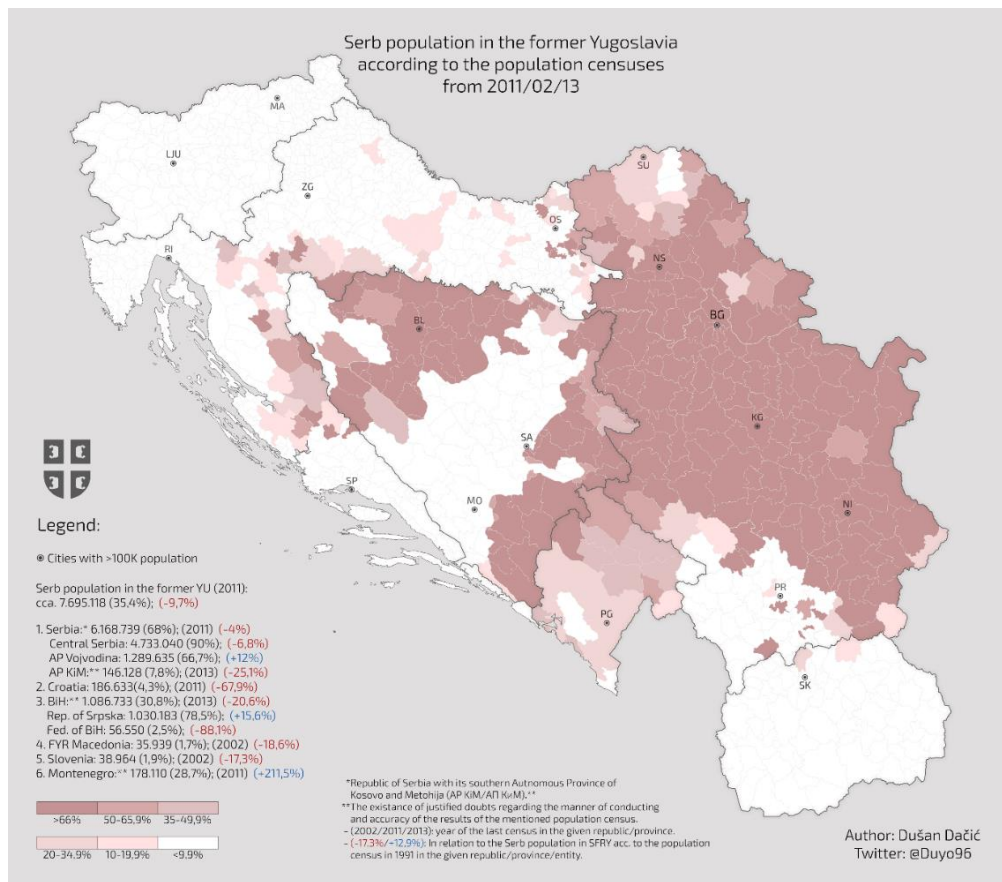 Serb population in the former Yugoslavia
according to the population censuses
from 2011/02/13
MA
LJU
ZG
RI
SU
OS
NS
BL
BG
KG
SA
SP
MO
NI
PR
PG
SK
Legend:
Cities with >100K population
Serb population in the former YU (2011):
cca. 7.695.118 (35,4%); (-9,7%)
1. Serbia:* 6.168.739 (68%); (2011) (-4%)
Central Serbia: 4.733.040 (90%) (-6,8%)
AP Vojvodina: 1.289.635 (66,7%) (+12%)
AP KiM:** 146.128 (7,8%); (2013) (-25,1%)
2. Croatia: 186.633(4,3%); (2011) (-67,9%)
3. BiH:** 1.086.733 (30,8%); (2013) (-20,6%)
Rep. of Srpska: 1.030.183 (78,5%); (+15,6%)
Fed. of BiH: 56.550 (2,5%); (-88,1%)
4. FYR Macedonia: 35.939 (1,7%); (2002) (-18,6%)
5. Slovenia: 38.964 (1,9%); (2002) (-17,3%)
6. Montenegro:** 178.110 (28,7%); (2011) (+211,5%)
>66% 50-65,9% 35-49,9%
20-34,9% 10-19,9% <9,9%
*Republic of Serbia with its southern Autnomous Province of
Kosovo and Metohija (AP KiM/АП КиМ).**
**The existance of justified doubts regarding the manner of conducting
and accuracy of the results of the mentioned population census.
- (2002/2011/2013): year of the last census in the given republic/province.
- (-17.3%/+12,9%): In relation to the Serb population in SFRY acc. to the population
census in 1991 in the given republic/province/entity.
Author: Dušan Dačić
Twitter: @Duyo96